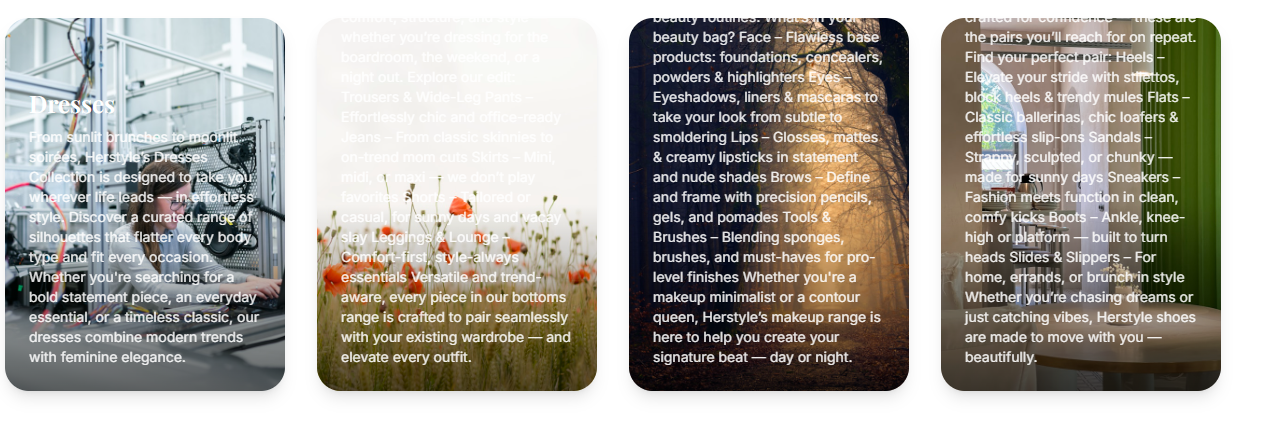 Dresses
From sunlit brunches to moonlit
soirées, Herstyle's Dresses
Collection is designed to take you
wherever life leads — in effortless
style. Discover a curated range of
silhouettes that flatter every body
type and fit every occasion.
Whether you're searching for a
bold statement piece, an everyday
essential, or a timeless classic, our
dresses combine modern trends
with feminine elegance.
comfort, structure, and style
whether you're dressing for the
boardroom, the weekend, or a
night out. Explore our edit:
Trousers & Wide-Leg Pants –
Effortlessly chic and office-ready
Jeans – From classic skinnies to
on-trend mom cuts Skirts – Mini,
midi, or maxi — we don't play
favorites Shorts – Tailored or
casual, for sunny days and vacay
slay Leggings & Lounge –
Comfort-first, style-always
essentials Versatile and trend-
aware, every piece in our bottoms
range is crafted to pair seamlessly
with your existing wardrobe — and
elevate every outfit.
beauty routines. What's in your
beauty bag? Face – Flawless base
products: foundations, concealers,
powders & highlighters Eyes –
Eyeshadows, liners & mascaras to
take your look from subtle to
smoldering Lips – Glosses, mattes
& creamy lipsticks in statement
and nude shades Brows – Define
and frame with precision pencils,
gels, and pomades Tools &
Brushes – Blending sponges,
brushes, and must-haves for pro-
level finishes Whether you're a
makeup minimalist or a contour
queen, Herstyle's makeup range is
here to help you create your
signature beat — day or night.
crafted for confidence — these are
the pairs you'll reach for on repeat.
Find your perfect pair: Heels –
Elevate your stride with stilettos,
block heels & trendy mules Flats –
Classic ballerinas, chic loafers &
effortless slip-ons Sandals –
Strappy, sculpted, or chunky —
made for sunny days Sneakers –
Fashion meets function in clean,
comfy kicks Boots – Ankle, knee-
high or platform — built to turn
heads Slides & Slippers – For
home, errands, or brunch in style
Whether you're chasing dreams or
just catching vibes, Herstyle shoes
are made to move with you —
beautifully.